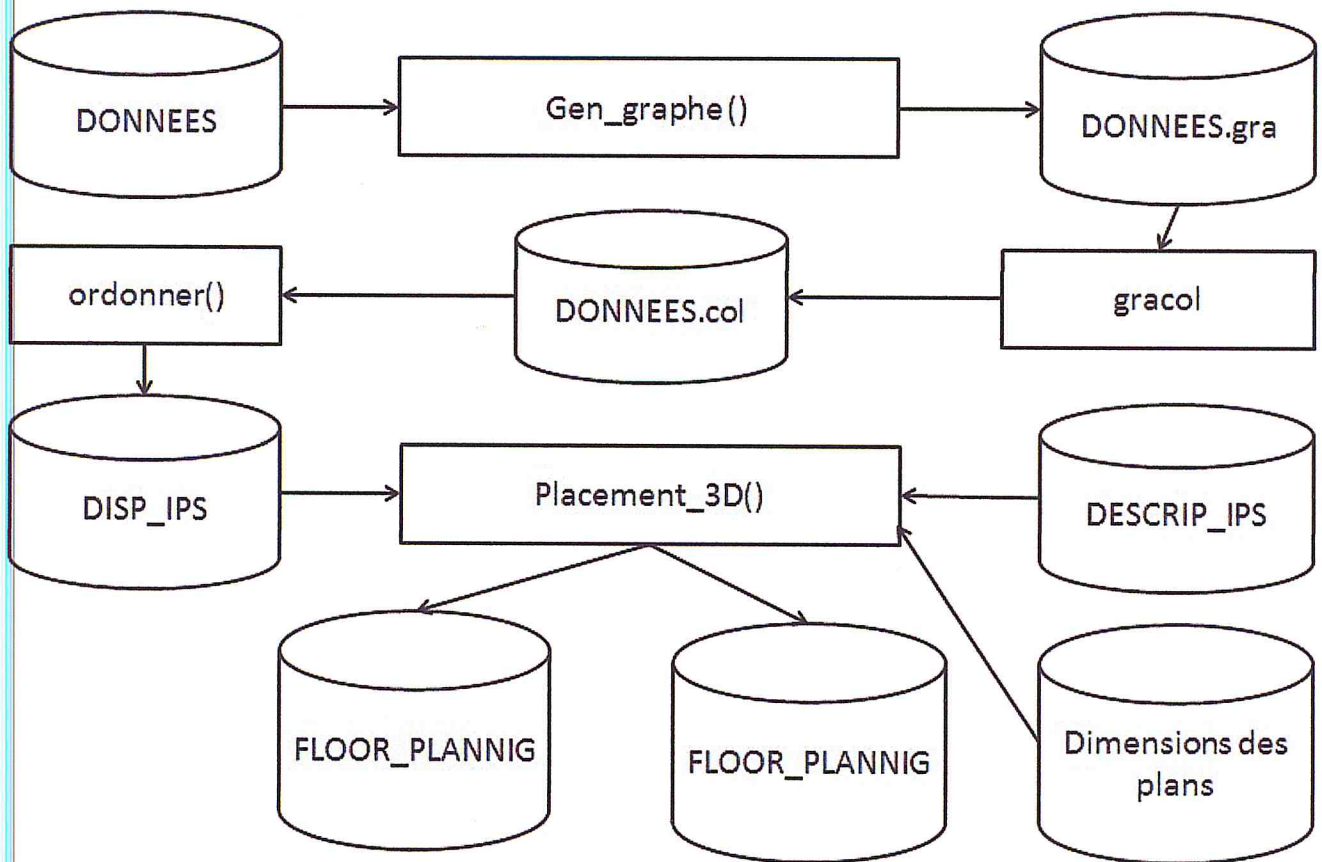 DONNEES
Gen_graphe()
DONNEES.gra
ordonner()
DONNEES.col
gracol
DISP_IPS
Placement_3D()
DESCRIP_IPS
FLOOR_PLANNIG
FLOOR_PLANNIG
Dimensions des
plans